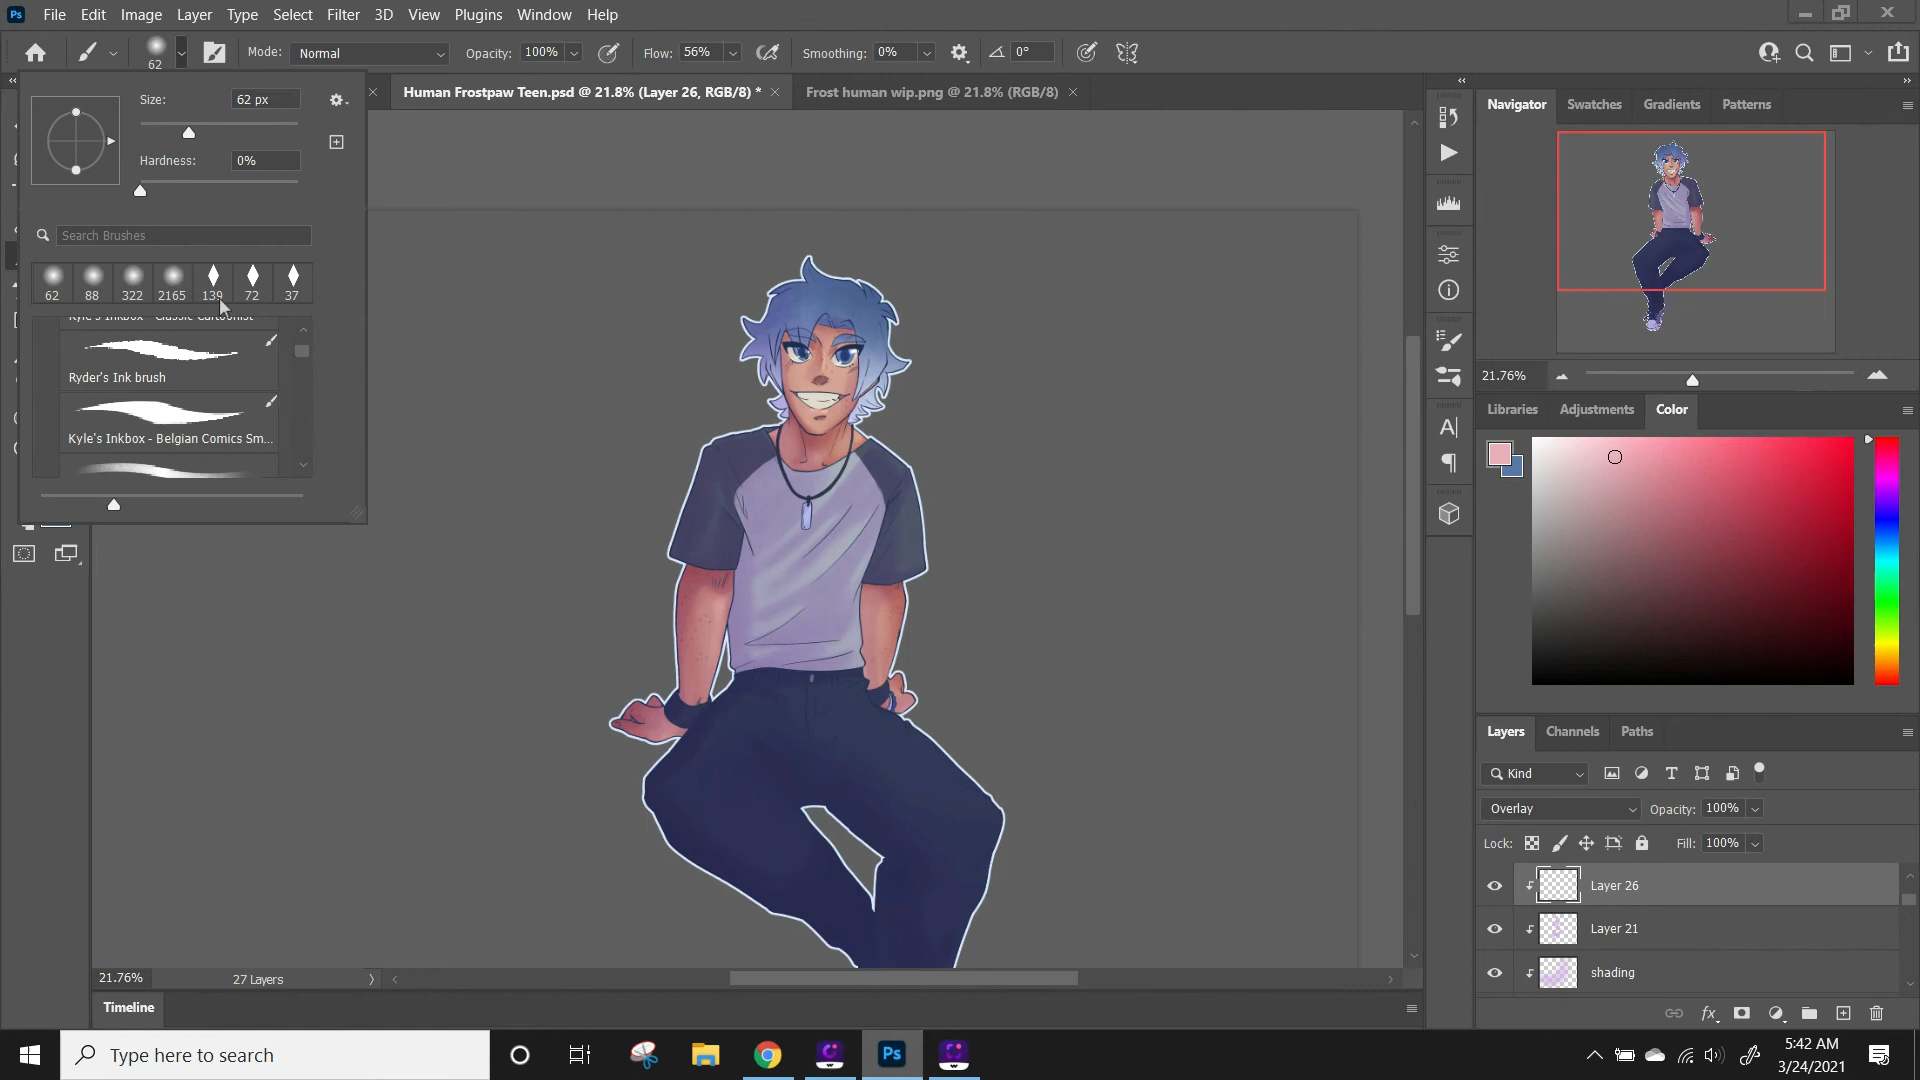 Ps File Edit Image Layer Type Select Filter 3D View Plugins Window Help
62 Mode: Normal Opacity: 100% Flow: 56% Smoothing: 0% 0°
Size: 62 px
Hardness: 0%
Search Brushes
62 88 322 2165 139 72 37
Kyle's Inkbox - Classic Cartoonist
Ryder's Ink brush
Kyle's Inkbox - Belgian Comics Sm...
Human Frostpaw Teen.psd @ 21.8% (Layer 26, RGB/8) *
Frost human wip.png @ 21.8% (RGB/8)
Navigator Swatches Gradients Patterns
21.76%
Libraries Adjustments Color
Layers Channels Paths
Kind
Overlay Opacity: 100%
Lock: Fill: 100%
Layer 26
Layer 21
shading
21.76% 27 Layers
Timeline
Type here to search
Ps
5:42 AM
3/24/2021